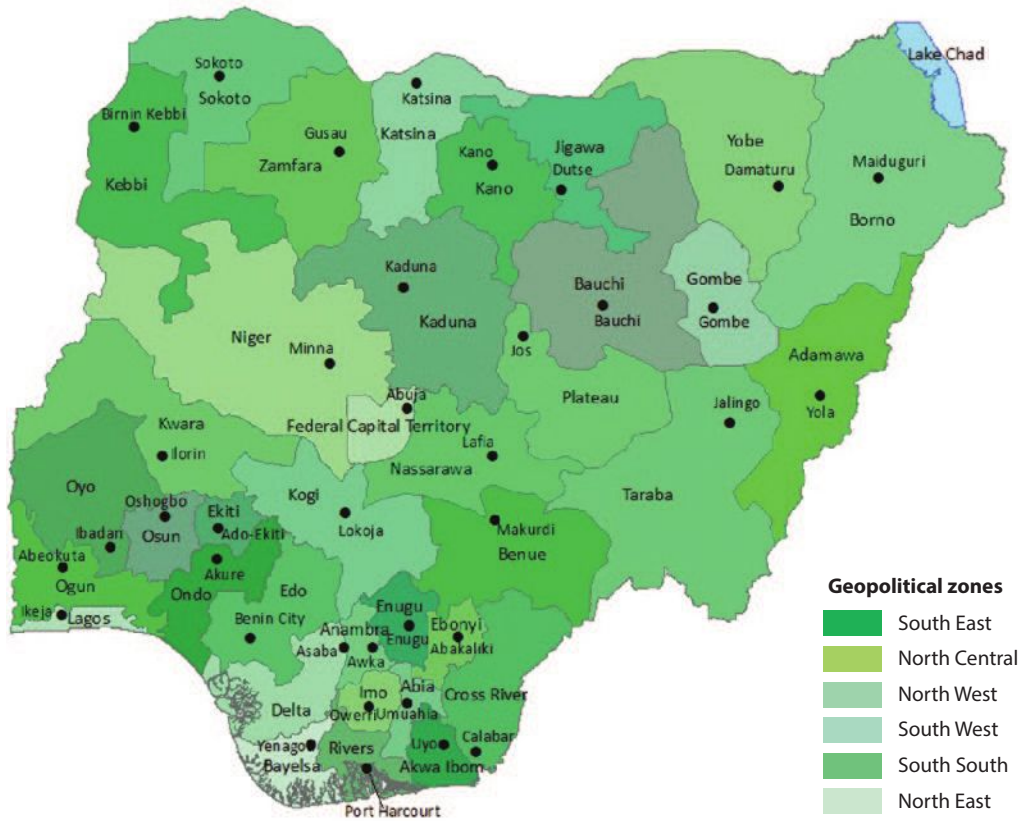 Lake Chad
Sokoto
Sokoto
Katsina
Katsina
Birnin Kebbi
Kebbi
Gusau
Zamfara
Kano
Kano
Jigawa
Dutse
Yobe
Damaturu
Maiduguri
Borno
Kaduna
Kaduna
Bauchi
Bauchi
Gombe
Gombe
Niger
Minna
Jos
Adamawa
Yola
Abuja
Federal Capital Territory
Plateau
Jalingo
Kwara
Ilorin
Lafia
Nassarawa
Taraba
Oyo
Oshogbo
Osun
Ekiti
Ado-Ekiti
Kogi
Lokoja
Makurdi
Benue
Ibadan
Abeokuta
Ogun
Akure
Ondo
Edo
Ikeja
Lagos
Benin City
Enugu
Enugu
Ebonyi
Abakaliki
Anambra
Asaba
Awka
Imo
Owerri
Abia
Umuahia
Cross River
Delta
Yenago
Bayelsa
Rivers
Uyo
Calabar
Akwa Ibom
Port Harcourt
Geopolitical zones
South East
North Central
North West
South West
South South
North East